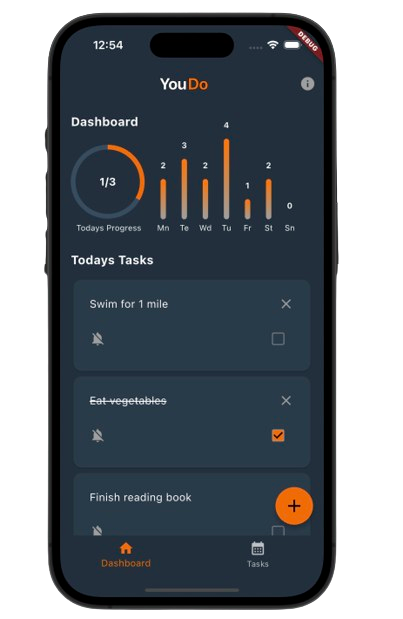 12:54
DEBUG
YouDo
Dashboard
4
3
2
2
2
1
0
1/3
Todays Progress
Mn Te Wd Tu Fr St Sn
Todays Tasks
Swim for 1 mile
Eat vegetables
Finish reading book
Dashboard
Tasks